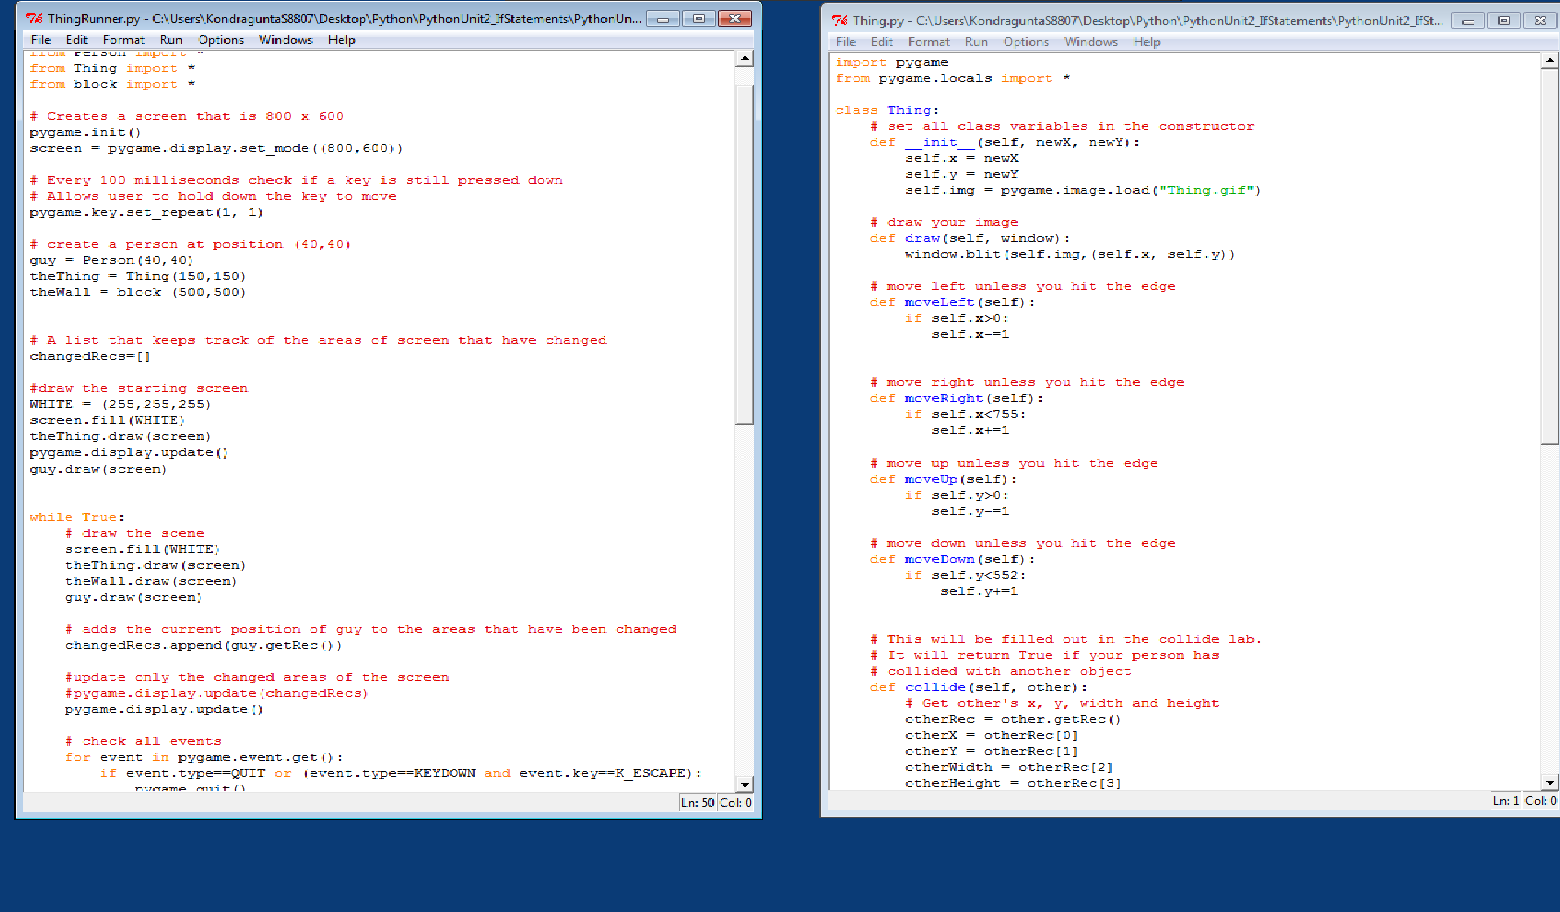 ThingRunner.py - C:\Users\KondraguntaS8807\Desktop\Python\PythonUnit2_IfStatements\PythonUn...
File Edit Format Run Options Windows Help
from Person import *
from Thing import *
from block import *
# Creates a screen that is 800 x 600
pygame.init()
screen = pygame.display.set_mode((800,600))
# Every 100 milliseconds check if a key is still pressed down
# Allows user to hold down the key to move
pygame.key.set_repeat(1, 1)
# create a person at position (40,40)
guy = Person(40,40)
theThing = Thing(150,150)
theWall = block (500,500)
# A list that keeps track of the areas of screen that have changed
changedRecs=[]
#draw the starting screen
WHITE = (255,255,255)
screen.fill(WHITE)
theThing.draw(screen)
pygame.display.update()
guy.draw(screen)
while True:
# draw the scene
screen.fill(WHITE)
theThing.draw(screen)
theWall.draw(screen)
guy.draw(screen)
# adds the current position of guy to the areas that have been changed
changedRecs.append(guy.getRec())
#update only the changed areas of the screen
#pygame.display.update(changedRecs)
pygame.display.update()
# check all events
for event in pygame.event.get():
if event.type==QUIT or (event.type==KEYDOWN and event.key==K_ESCAPE):
pygame.quit()
Ln: 50 Col: 0
Thing.py - C:\Users\KondraguntaS8807\Desktop\Python\PythonUnit2_IfStatements\PythonUnit2_IfSt...
File Edit Format Run Options Windows Help
import pygame
from pygame.locals import *
class Thing:
# set all class variables in the constructor
def __init__(self, newX, newY):
self.x = newX
self.y = newY
self.img = pygame.image.load("Thing.gif")
# draw your image
def draw(self, window):
window.blit(self.img,(self.x, self.y))
# move left unless you hit the edge
def moveLeft(self):
if self.x>0:
self.x-=1
# move right unless you hit the edge
def moveRight(self):
if self.x<755:
self.x+=1
# move up unless you hit the edge
def moveUp(self):
if self.y>0:
self.y-=1
# move down unless you hit the edge
def moveDown(self):
if self.y<552:
self.y+=1
# This will be filled out in the collide lab.
# It will return True if your person has
# collided with another object
def collide(self, other):
# Get other's x, y, width and height
otherRec = other.getRec()
otherX = otherRec[0]
otherY = otherRec[1]
otherWidth = otherRec[2]
otherHeight = otherRec[3]
Ln: 1 Col: 0